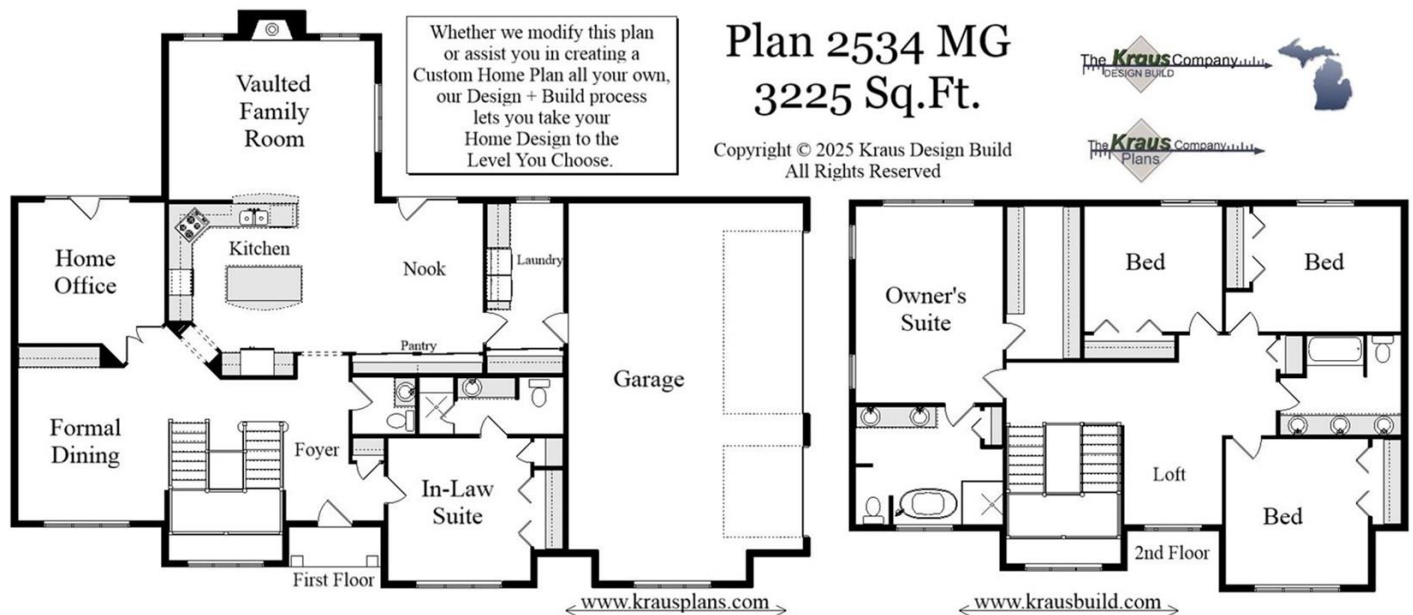 Whether we modify this plan
or assist you in creating a
Custom Home Plan all your own,
our Design + Build process
lets you take your
Home Design to the
Level You Choose.
Plan 2534 MG
3225 Sq.Ft.
Copyright © 2025 Kraus Design Build
All Rights Reserved
The Kraus Company
DESIGN BUILD
The Kraus Company
Plans
Vaulted
Family
Room
Home
Office
Kitchen
Nook
Laundry
Pantry
Garage
Formal
Dining
Foyer
In-Law
Suite
First Floor
www.krausplans.com
Owner's
Suite
Bed
Bed
Loft
Bed
2nd Floor
www.krausbuild.com